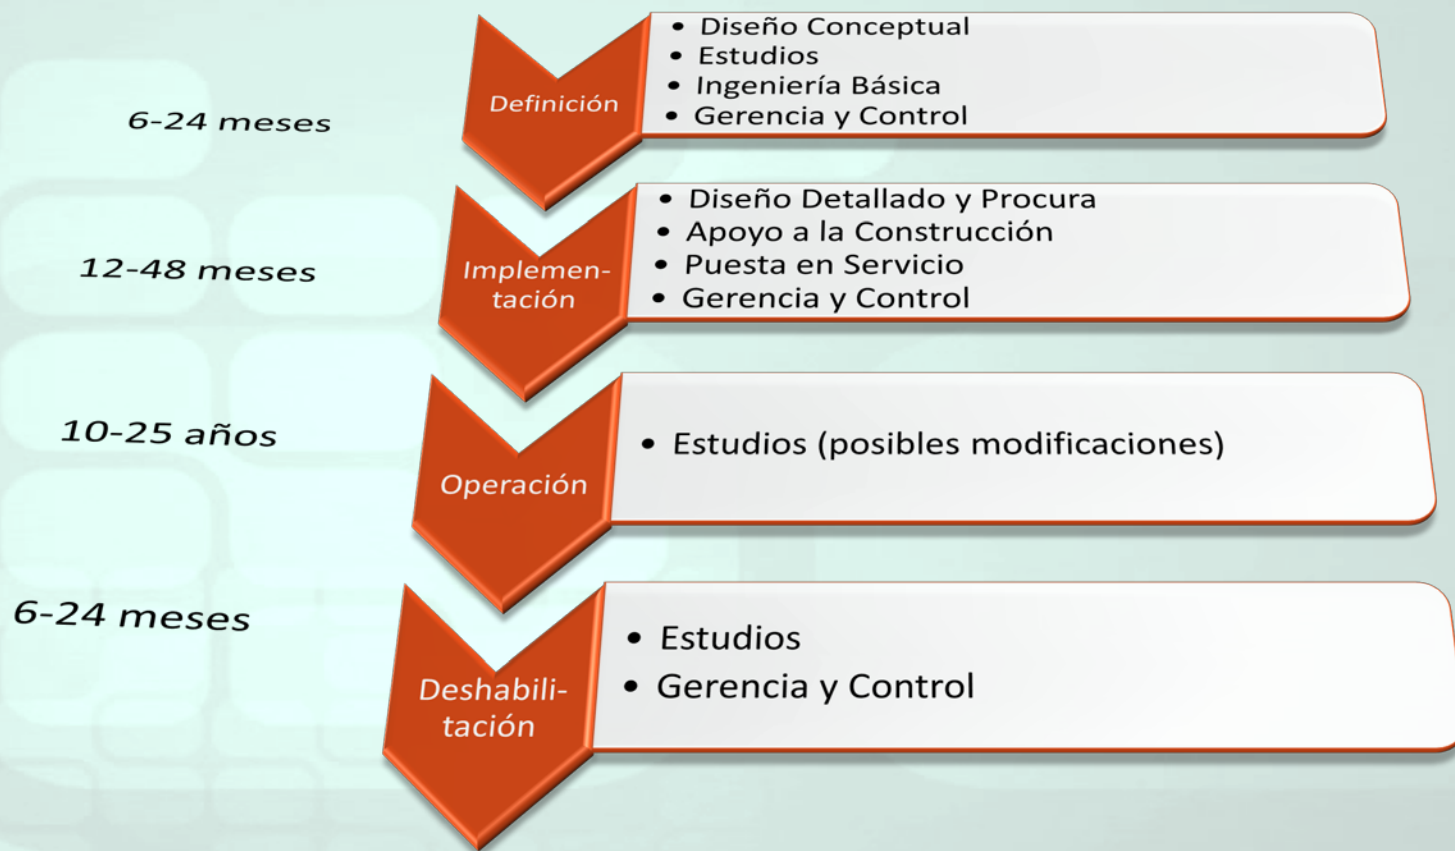 6-24 meses
Definición
• Diseño Conceptual
• Estudios
• Ingeniería Básica
• Gerencia y Control
12-48 meses
Implemen-
tación
• Diseño Detallado y Procura
• Apoyo a la Construcción
• Puesta en Servicio
• Gerencia y Control
10-25 años
Operación
• Estudios (posibles modificaciones)
6-24 meses
Deshabili-
tación
• Estudios
• Gerencia y Control